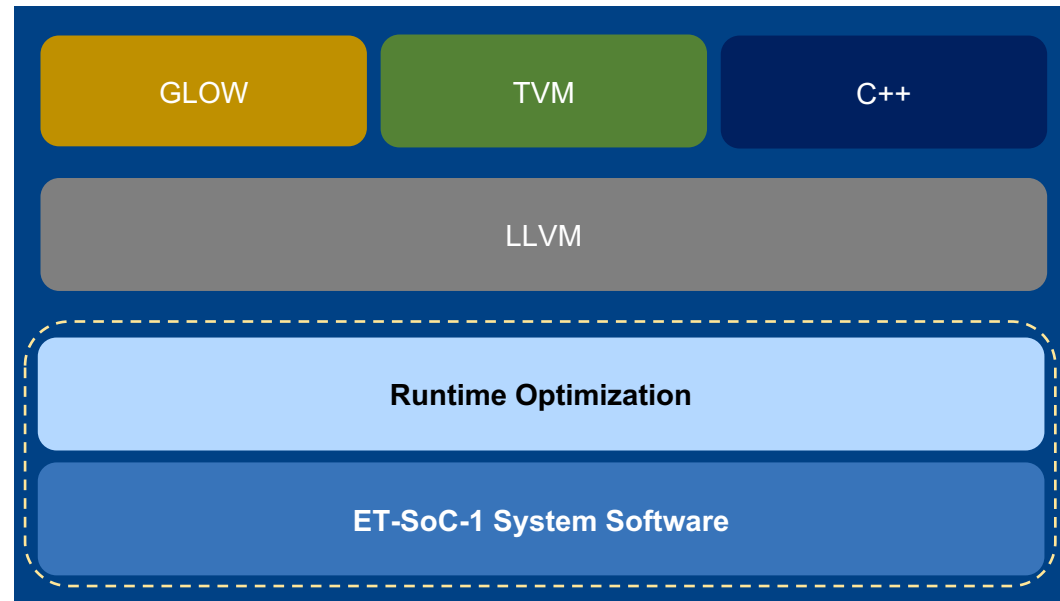 GLOW
TVM
C++
LLVM
Runtime Optimization
ET-SoC-1 System Software